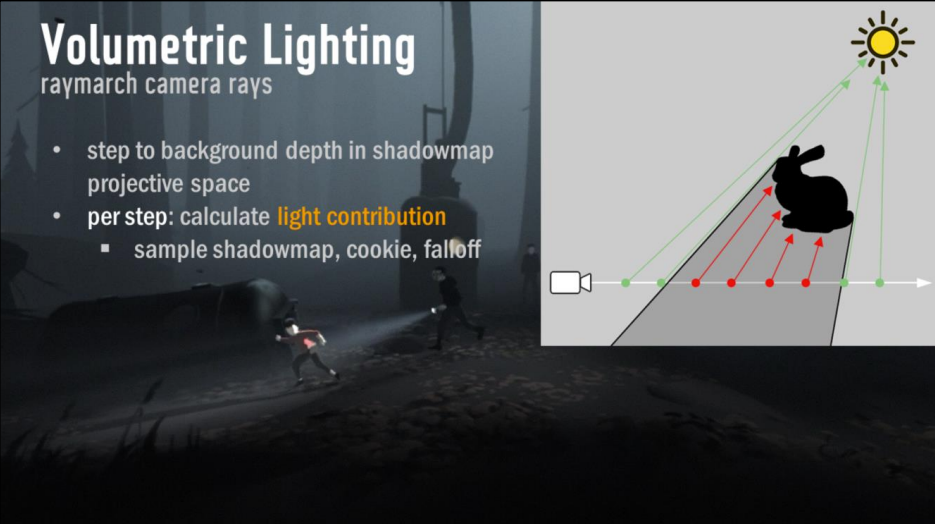 Volumetric Lighting
raymarch camera rays
• step to background depth in shadowmap
projective space
• per step: calculate light contribution
▪ sample shadowmap, cookie, falloff